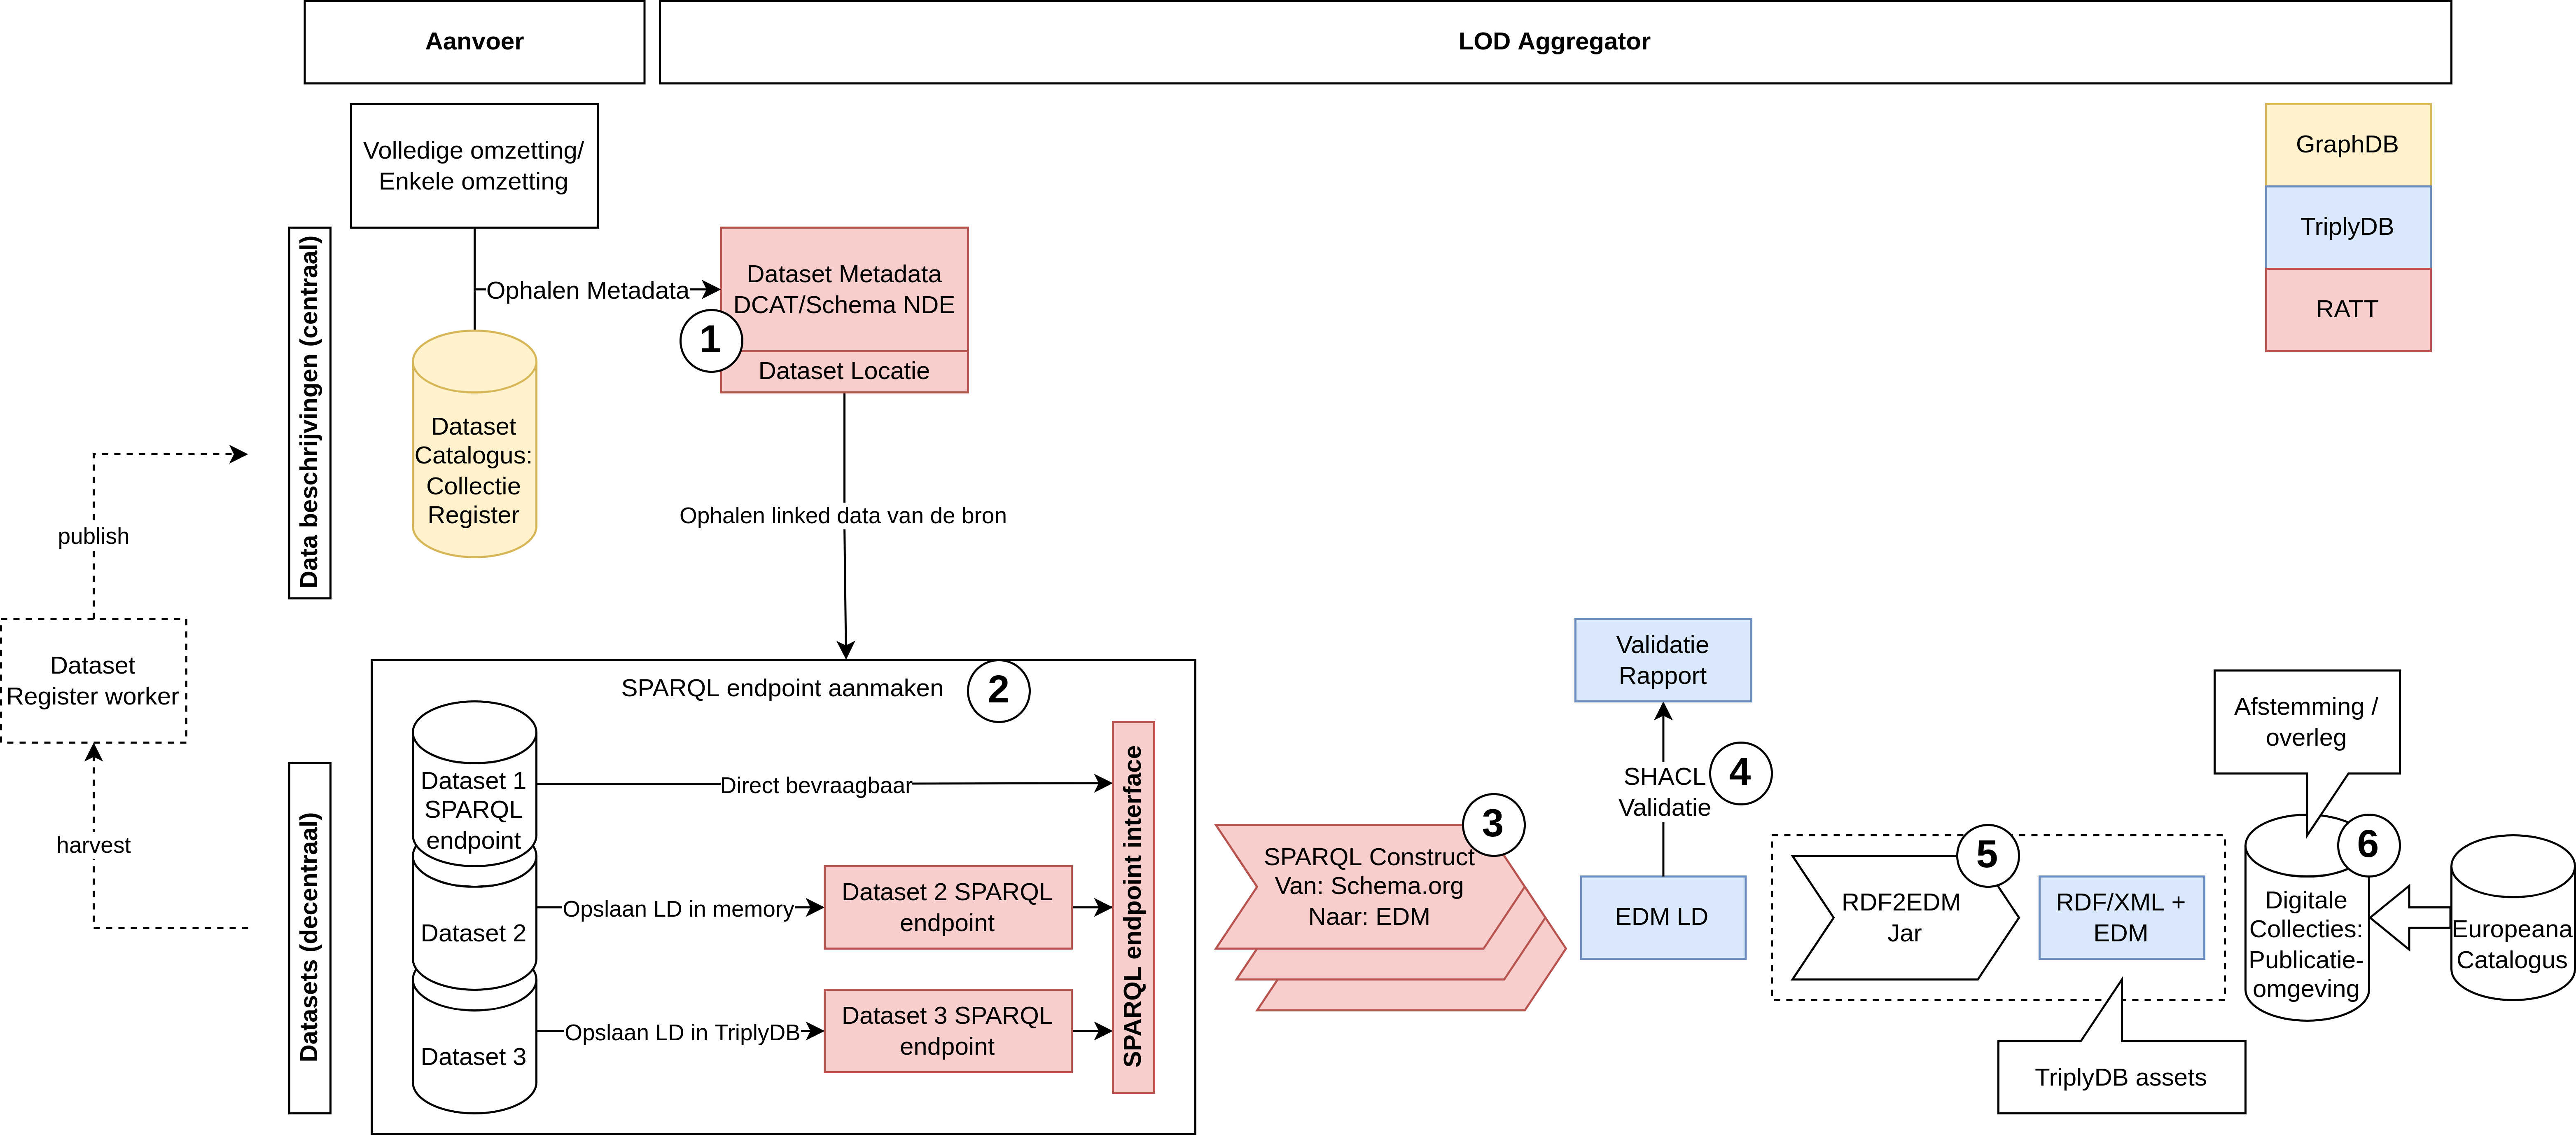 Aanvoer
LOD Aggregator
Volledige omzetting/
Enkele omzetting
GraphDB
TriplyDB
RATT
Data beschrijvingen (centraal)
Ophalen Metadata
Dataset Metadata
DCAT/Schema NDE
1
Dataset Locatie
Dataset
Catalogus:
Collectie
Register
publish
Ophalen linked data van de bron
Dataset
Register worker
harvest
Datasets (decentraal)
SPARQL endpoint aanmaken
2
Dataset 1
SPARQL
endpoint
Direct bevraagbaar
Dataset 2
Opslaan LD in memory
Dataset 2 SPARQL
endpoint
Dataset 3
Opslaan LD in TriplyDB
Dataset 3 SPARQL
endpoint
SPARQL endpoint interface
3
SPARQL Construct
Van: Schema.org
Naar: EDM
Validatie
Rapport
SHACL
Validatie
4
EDM LD
5
RDF2EDM
Jar
RDF/XML +
EDM
TriplyDB assets
Afstemming /
overleg
6
Digitale
Collecties:
Publicatie-
omgeving
Europeana
Catalogus